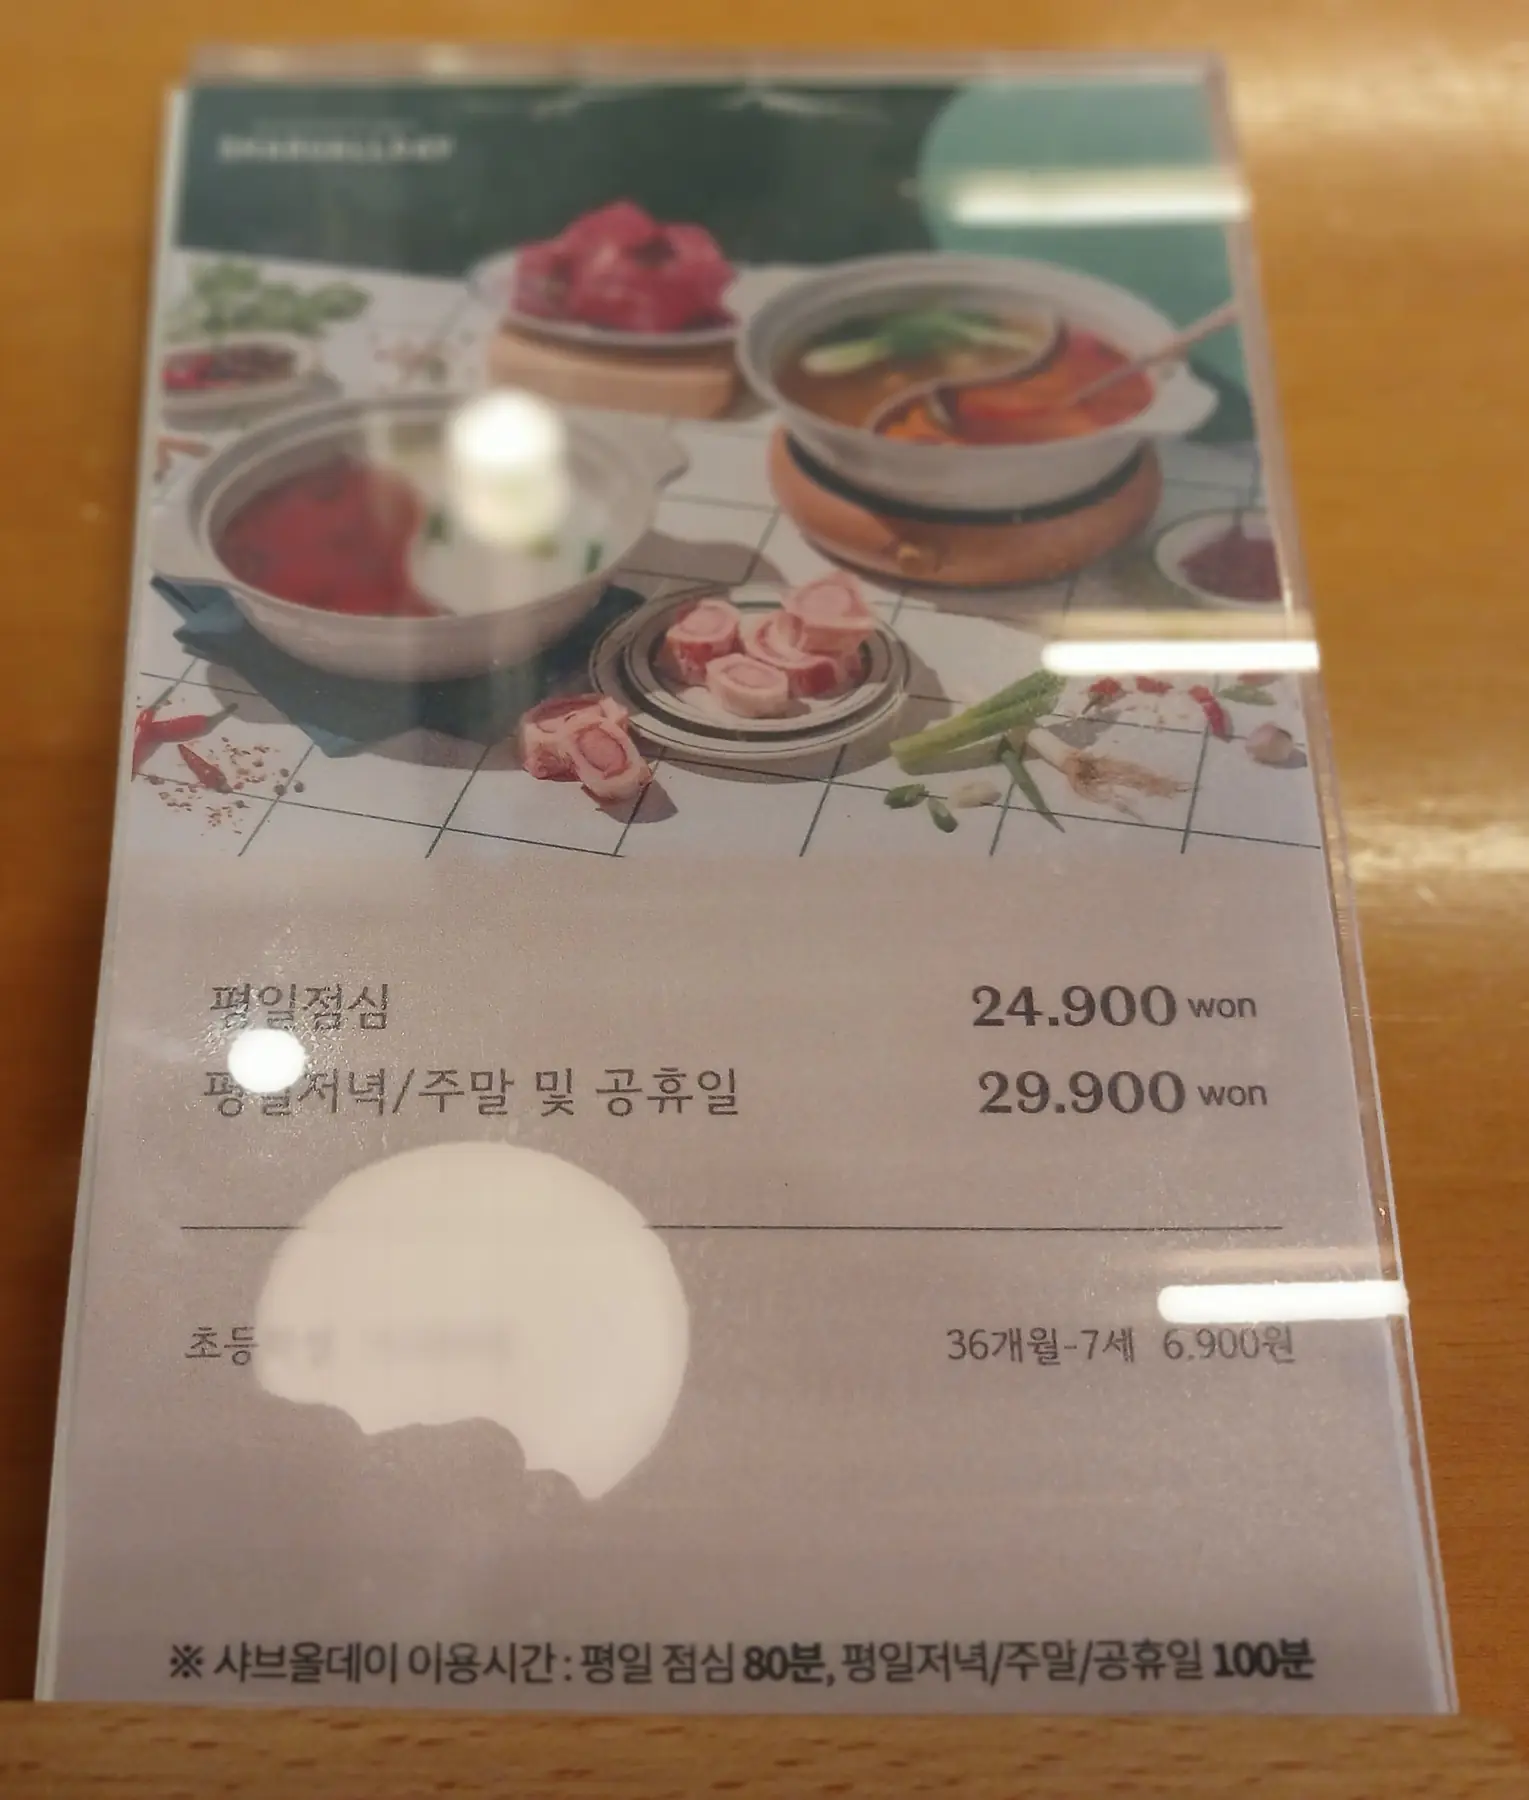 평일점심 24.900 won
평일저녁/주말 및 공휴일 29.900 won
초등
36개월-7세 6.900원
※ 샤브올데이 이용시간 : 평일 점심 80분, 평일저녁/주말/공휴일 100분